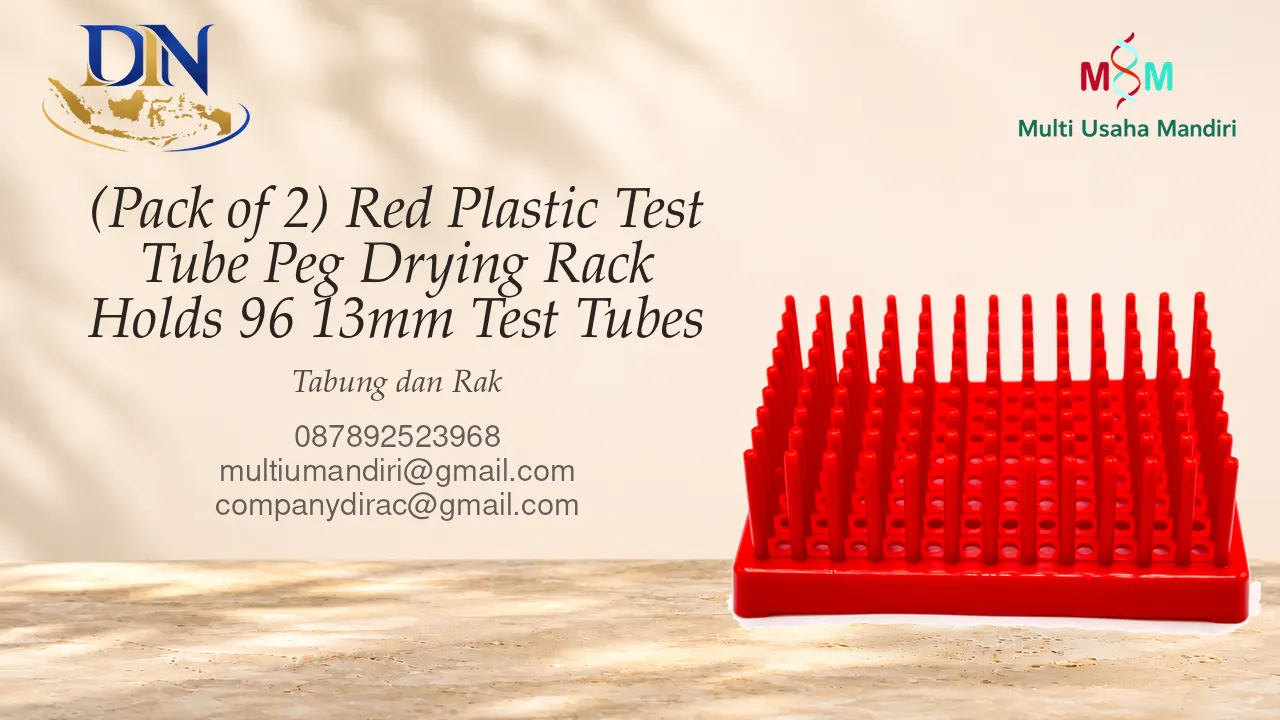 DIN
M M
Multi Usaha Mandiri
(Pack of 2) Red Plastic Test
Tube Peg Drying Rack
Holds 96 13mm Test Tubes
Tabung dan Rak
087892523968
multiumandiri@gmail.com
companydirac@gmail.com